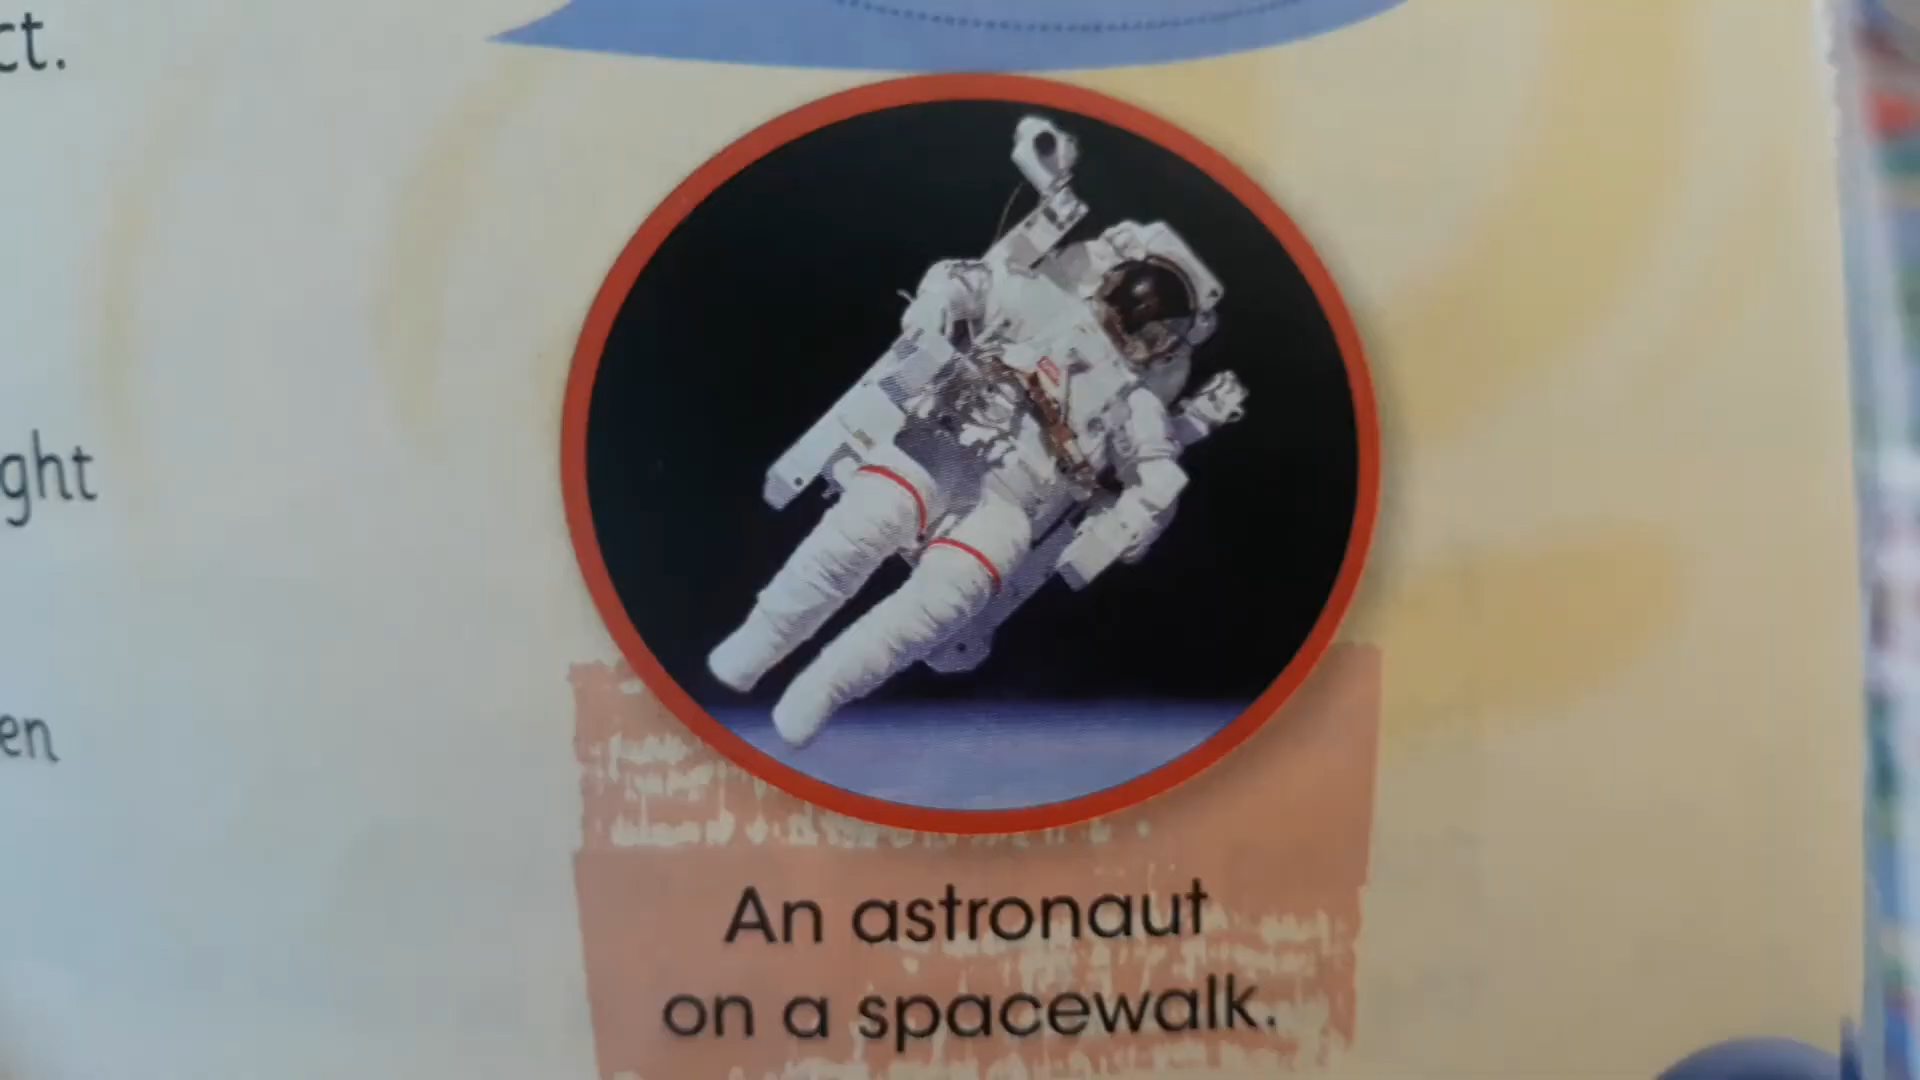 ct.
ght
en
An astronaut
on a spacewalk.